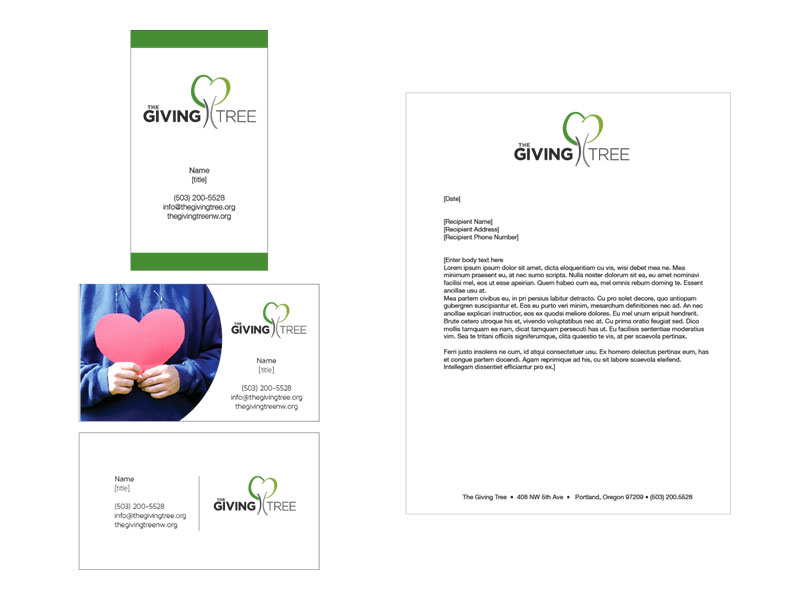 THE
GIVING TREE
Name
[title]
(503) 200-5528
info@thegivingtree.org
thegivingtreenw.org
THE
GIVING TREE
Name
[title]
(503) 200-5528
info@thegivingtree.org
thegivingtreenw.org
Name
[title]
(503) 200-5528
info@thegivingtree.org
thegivingtreenw.org
THE
GIVING TREE
THE
GIVING TREE
[Date]
[Recipient Name]
[Recipient Address]
[Recipient Phone Number]
[Enter body text here
Lorem ipsum ipsum dolor sit amet, dicta eloquentiam cu vis, wisi debet mea ne. Mea
minimum praesent eu, at nec sumo scripta. Nulla noster dolorum sit ea, eu amet nominavi
facilisi mel, eos ut esse apeirian. Quem habeo cum ea, mel omnis rebum doming te. Essent
ancillae usu at.
Mea partem civibus eu, in pri persius labitur detracto. Cu pro solet decore, quo antiopam
gubergren suscipiantur et. Eos eu purto veri minim, mesarchum definitiones nec ad. An nec
ancillae explicari instructior, eos ex quodsi meliore dolores. Eu mel unum eripuit hendrerit.
Brute cetero utroque his et, vivendo voluptatibus nec at. Cu prima oratio feugiat sed. Dico
mollis tamquam ea nam, dicat tamquam persecuti has ut. Eu facilisis sententiae moderatius
vim. Sea te tritani officiis signiferumque, clita quaestio te vis, at per scaevola pertinax.
Ferri justo insolens ne cum, id atqui consectetuer usu. Ex homero delectus pertinax eum, has
et congue partem docendi. Agam reprimique ad his, cu sit labore scaevola eleifend.
Intellegam dissentiet efficiantur pro ex.]
The Giving Tree • 408 NW 5th Ave • Portland, Oregon 97209 • (503) 200.5528